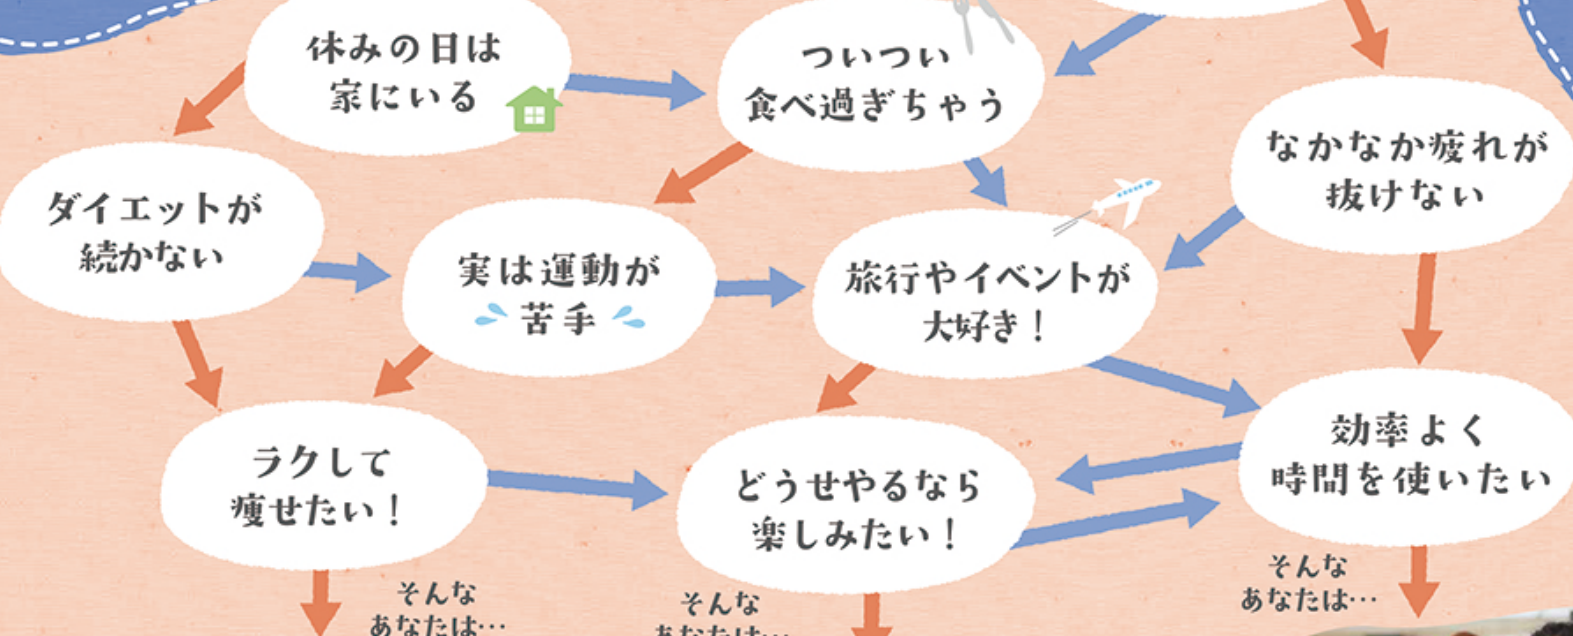 休みの日は
家にいる
ついつい
食べ過ぎちゃう
なかなか疲れが
抜けない
ダイエットが
続かない
実は運動が
苦手
旅行やイベントが
大好き！
ラクして
痩せたい！
どうせやるなら
楽しみたい！
効率よく
時間を使いたい
そんな
あなたは…
そんな
あなたは…
そんな
あなたは…